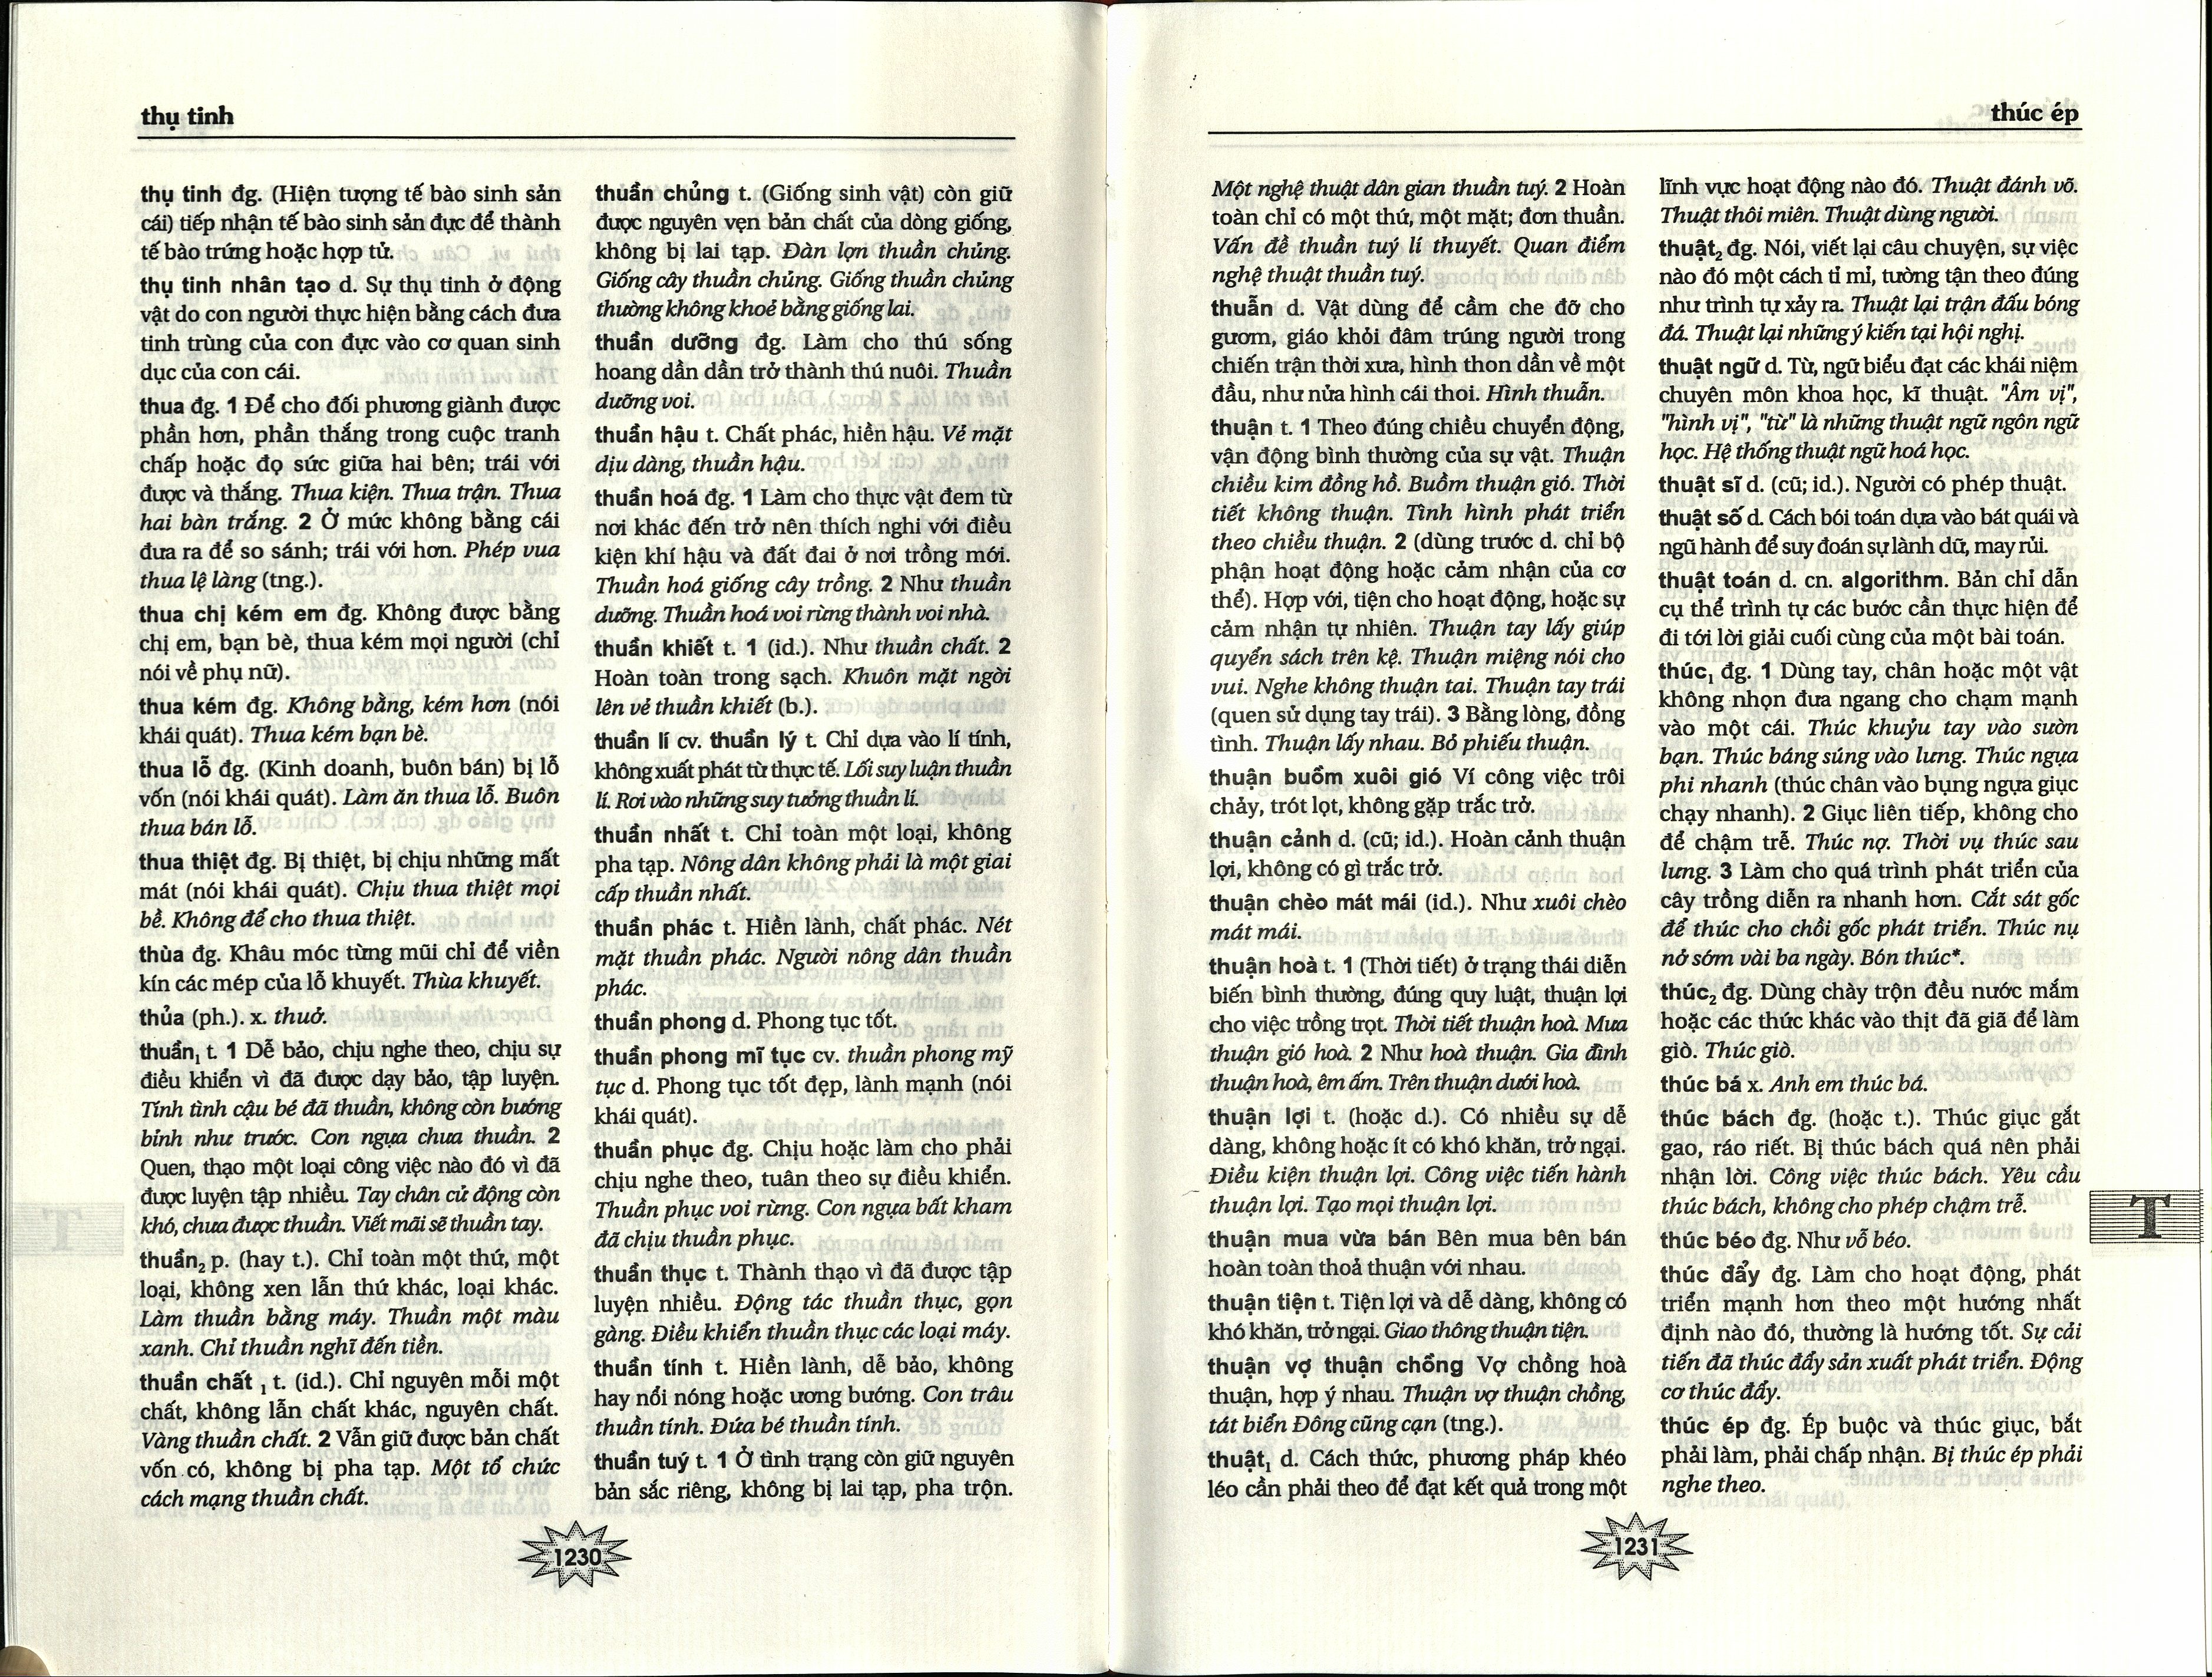 thụ tinh
thụ tinh đg. (Hiện tượng tế bào sinh sản
cái) tiếp nhận tế bào sinh sản đực để thành
tế bào trứng hoặc hợp tử.
thụ tinh nhân tạo d. Sự thụ tinh ở động
vật do con người thực hiện bằng cách đưa
tinh trùng của con đực vào cơ quan sinh
dục của con cái.
thua đg. 1 Để cho đối phương giành được
phần hơn, phần thắng trong cuộc tranh
chấp hoặc đọ sức giữa hai bên; trái với
được và thắng. Thua kiện. Thua trận. Thua
hai bàn trắng. 2 Ở mức không bằng cái
đưa ra để so sánh; trái với hơn. Phép vua
thua lệ làng (tng.).
thua chị kém em đg. Không được bằng
chị em, bạn bè, thua kém mọi người (chỉ
nói về phụ nữ).
thua kém đg. Không bằng, kém hơn (nói
khái quát). Thua kém bạn bè.
thua lỗ đg. (Kinh doanh, buôn bán) bị lỗ
vốn (nói khái quát). Làm ăn thua lỗ. Buôn
thua bán lỗ.
thua thiệt đg. Bị thiệt, bị chịu những mất
mát (nói khái quát). Chịu thua thiệt mọi
bề. Không để cho thua thiệt.
thùa đg. Khâu móc từng mũi chỉ để viền
kín các mép của lỗ khuyết. Thùa khuyết.
thủa (ph.). x. thuở.
thuần₁ t. 1 Dễ bảo, chịu nghe theo, chịu sự
điều khiển vì đã được dạy bảo, tập luyện.
Tính tình cậu bé đã thuần, không còn bướng
bỉnh như trước. Con ngựa chưa thuần. 2
Quen, thạo một loại công việc nào đó vì đã
được luyện tập nhiều. Tay chân cử động còn
khó, chưa được thuần. Viết mãi sẽ thuần tay.
thuần₂ p. (hay t.). Chỉ toàn một thứ, một
loại, không xen lẫn thứ khác, loại khác.
Làm thuần bằng máy. Thuần một màu
xanh. Chỉ thuần nghĩ đến tiền.
thuần chất ₁ t. (id.). Chỉ nguyên mỗi một
chất, không lẫn chất khác, nguyên chất.
Vàng thuần chất. 2 Vẫn giữ được bản chất
vốn có, không bị pha tạp. Một tổ chức
cách mạng thuần chất.
thuần chủng t. (Giống sinh vật) còn giữ
được nguyên vẹn bản chất của dòng giống,
không bị lai tạp. Đàn lợn thuần chủng.
Giống cây thuần chủng. Giống thuần chủng
thường không khoẻ bằng giống lai.
thuần dưỡng đg. Làm cho thú sống
hoang dần dần trở thành thú nuôi. Thuần
dưỡng voi.
thuần hậu t. Chất phác, hiền hậu. Vẻ mặt
dịu dàng, thuần hậu.
thuần hoá đg. 1 Làm cho thực vật đem từ
nơi khác đến trở nên thích nghi với điều
kiện khí hậu và đất đai ở nơi trồng mới.
Thuần hoá giống cây trồng. 2 Như thuần
dưỡng. Thuần hoá voi rừng thành voi nhà.
thuần khiết t. 1 (id.). Như thuần chất. 2
Hoàn toàn trong sạch. Khuôn mặt ngời
lên vẻ thuần khiết (b.).
thuần lí cv. thuần lý t. Chỉ dựa vào lí tính,
không xuất phát từ thực tế. Lối suy luận thuần
lí. Rơi vào những suy tưởng thuần lí.
thuần nhất t. Chỉ toàn một loại, không
pha tạp. Nông dân không phải là một giai
cấp thuần nhất.
thuần phác t. Hiền lành, chất phác. Nét
mặt thuần phác. Người nông dân thuần
phác.
thuần phong d. Phong tục tốt.
thuần phong mĩ tục cv. thuần phong mỹ
tục d. Phong tục tốt đẹp, lành mạnh (nói
khái quát).
thuần phục đg. Chịu hoặc làm cho phải
chịu nghe theo, tuân theo sự điều khiển.
Thuần phục voi rừng. Con ngựa bất kham
đã chịu thuần phục.
thuần thục t. Thành thạo vì đã được tập
luyện nhiều. Động tác thuần thục, gọn
gàng. Điều khiển thuần thục các loại máy.
thuần tính t. Hiền lành, dễ bảo, không
hay nổi nóng hoặc ương bướng. Con trâu
thuần tính. Đứa bé thuần tính.
thuần tuý t. 1 Ở tình trạng còn giữ nguyên
bản sắc riêng, không bị lai tạp, pha trộn.
1230
thúc ép
Một nghệ thuật dân gian thuần tuý. 2 Hoàn
toàn chỉ có một thứ, một mặt; đơn thuần.
Vấn đề thuần tuý lí thuyết. Quan điểm
nghệ thuật thuần tuý.
thuẫn d. Vật dùng để cầm che đỡ cho
gươm, giáo khỏi đâm trúng người trong
chiến trận thời xưa, hình thon dần về một
đầu, như nửa hình cái thoi. Hình thuẫn.
thuận t. 1 Theo đúng chiều chuyển động,
vận động bình thường của sự vật. Thuận
chiều kim đồng hồ. Buồm thuận gió. Thời
tiết không thuận. Tình hình phát triển
theo chiều thuận. 2 (dùng trước d. chỉ bộ
phận hoạt động hoặc cảm nhận của cơ
thể). Hợp với, tiện cho hoạt động, hoặc sự
cảm nhận tự nhiên. Thuận tay lấy giúp
quyển sách trên kệ. Thuận miệng nói cho
vui. Nghe không thuận tai. Thuận tay trái
(quen sử dụng tay trái). 3 Bằng lòng, đồng
tình. Thuận lấy nhau. Bỏ phiếu thuận.
thuận buồm xuôi gió Ví công việc trôi
chảy, trót lọt, không gặp trắc trở.
thuận cảnh d. (cũ; id.). Hoàn cảnh thuận
lợi, không có gì trắc trở.
thuận chèo mát mái (id.). Như xuôi chèo
mát mái.
thuận hoà t. 1 (Thời tiết) ở trạng thái diễn
biến bình thường, đúng quy luật, thuận lợi
cho việc trồng trọt. Thời tiết thuận hoà. Mưa
thuận gió hoà. 2 Như hoà thuận. Gia đình
thuận hoà, êm ấm. Trên thuận dưới hoà.
thuận lợi t. (hoặc d.). Có nhiều sự dễ
dàng, không hoặc ít có khó khăn, trở ngại.
Điều kiện thuận lợi. Công việc tiến hành
thuận lợi. Tạo mọi thuận lợi.
thuận mua vừa bán Bên mua bên bán
hoàn toàn thoả thuận với nhau.
thuận tiện t. Tiện lợi và dễ dàng, không có
khó khăn, trở ngại. Giao thông thuận tiện.
thuận vợ thuận chồng Vợ chồng hoà
thuận, hợp ý nhau. Thuận vợ thuận chồng,
tát biển Đông cũng cạn (tng.).
thuật₁ d. Cách thức, phương pháp khéo
léo cần phải theo để đạt kết quả trong một
lĩnh vực hoạt động nào đó. Thuật đánh võ.
Thuật thôi miên. Thuật dùng người.
thuật₂ đg. Nói, viết lại câu chuyện, sự việc
nào đó một cách tỉ mỉ, tường tận theo đúng
như trình tự xảy ra. Thuật lại trận đấu bóng
đá. Thuật lại những ý kiến tại hội nghị.
thuật ngữ d. Từ, ngữ biểu đạt các khái niệm
chuyên môn khoa học, kĩ thuật. "Âm vị",
"hình vị", "từ" là những thuật ngữ ngôn ngữ
học. Hệ thống thuật ngữ hoá học.
thuật sĩ d. (cũ; id.). Người có phép thuật.
thuật số d. Cách bói toán dựa vào bát quái và
ngũ hành để suy đoán sự lành dữ, may rủi.
thuật toán d. cn. algorithm. Bản chỉ dẫn
cụ thể trình tự các bước cần thực hiện để
đi tới lời giải cuối cùng của một bài toán.
thúc₁ đg. 1 Dùng tay, chân hoặc một vật
không nhọn đưa ngang cho chạm mạnh
vào một cái. Thúc khuỷu tay vào sườn
bạn. Thúc báng súng vào lưng. Thúc ngựa
phi nhanh (thúc chân vào bụng ngựa giục
chạy nhanh). 2 Giục liên tiếp, không cho
để chậm trễ. Thúc nợ. Thời vụ thúc sau
lưng. 3 Làm cho quá trình phát triển của
cây trồng diễn ra nhanh hơn. Cắt sát gốc
để thúc cho chồi gốc phát triển. Thúc nụ
nở sớm vài ba ngày. Bón thúc*.
thúc₂ đg. Dùng chày trộn đều nước mắm
hoặc các thức khác vào thịt đã giã để làm
giò. Thúc giò.
thúc bá x. Anh em thúc bá.
thúc bách đg. (hoặc t.). Thúc giục gắt
gao, ráo riết. Bị thúc bách quá nên phải
nhận lời. Công việc thúc bách. Yêu cầu
thúc bách, không cho phép chậm trễ.
thúc béo đg. Như vỗ béo.
thúc đẩy đg. Làm cho hoạt động, phát
triển mạnh hơn theo một hướng nhất
định nào đó, thường là hướng tốt. Sự cải
tiến đã thúc đẩy sản xuất phát triển. Động
cơ thúc đẩy.
thúc ép đg. Ép buộc và thúc giục, bắt
phải làm, phải chấp nhận. Bị thúc ép phải
nghe theo.
T
1231